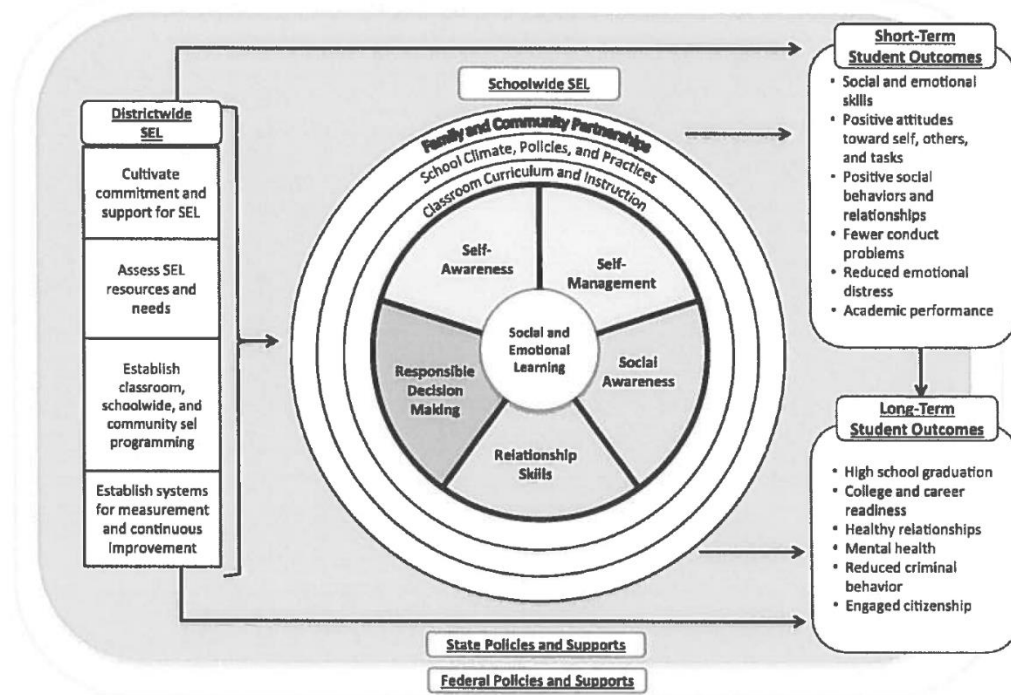 Short-Term
Student Outcomes
• Social and emotional
skills
• Positive attitudes
toward self, others,
and tasks
• Positive social
behaviors and
relationships
• Fewer conduct
problems
• Reduced emotional
distress
• Academic performance
Schoolwide SEL
Districtwide
SEL
Cultivate
commitment and
support for SEL
Assess SEL
resources and
needs
Establish
classroom,
schoolwide, and
community sel
programming
Establish systems
for measurement
and continuous
improvement
Family and Community Partnerships
School Climate, Policies, and Practices
Classroom Curriculum and Instruction
Self-
Awareness
Self-
Management
Social and
Emotional
Learning
Responsible
Decision
Making
Social
Awareness
Relationship
Skills
Long-Term
Student Outcomes
• High school graduation
• College and career
readiness
• Healthy relationships
• Mental health
• Reduced criminal
behavior
• Engaged citizenship
State Policies and Supports
Federal Policies and Supports